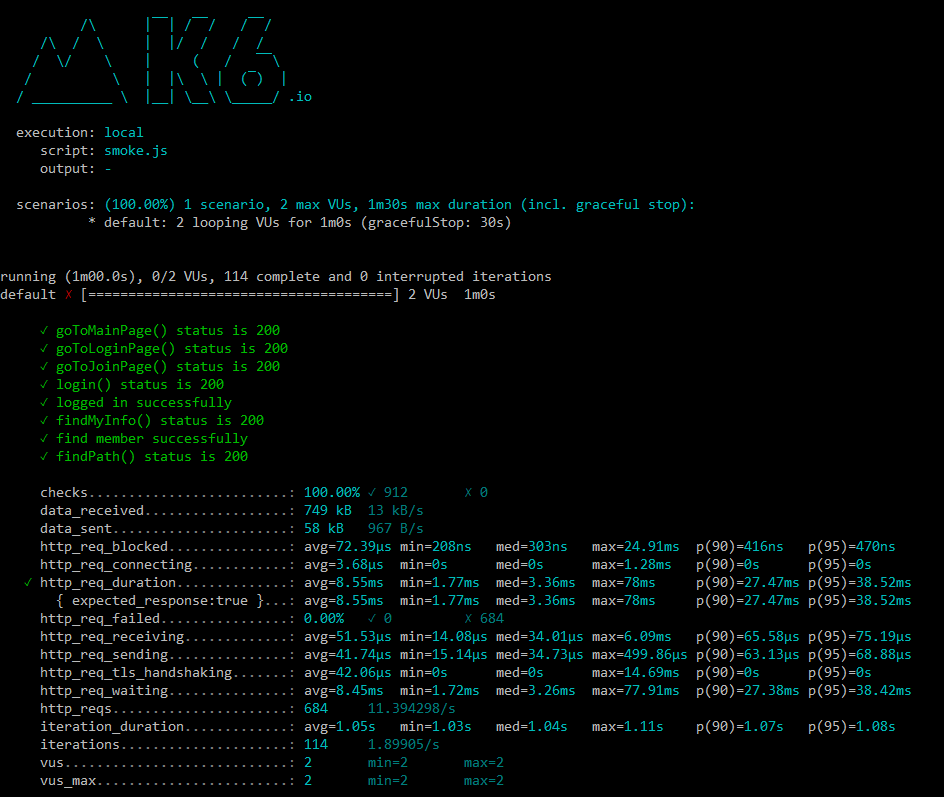 K6 .io
execution: local
script: smoke.js
output: -
scenarios: (100.00%) 1 scenario, 2 max VUs, 1m30s max duration (incl. graceful stop):
* default: 2 looping VUs for 1m0s (gracefulStop: 30s)
running (1m00.0s), 0/2 VUs, 114 complete and 0 interrupted iterations
default ✗ [======================================] 2 VUs  1m0s
✓ goToMainPage() status is 200
✓ goToLoginPage() status is 200
✓ goToJoinPage() status is 200
✓ login() status is 200
✓ logged in successfully
✓ findMyInfo() status is 200
✓ find member successfully
✓ findPath() status is 200
checks.........................: 100.00% ✓ 912 ✗ 0
data_received..................: 749 kB 13 kB/s
data_sent......................: 58 kB 967 B/s
http_req_blocked...............: avg=72.39µs min=208ns med=303ns max=24.91ms p(90)=416ns p(95)=470ns
http_req_connecting............: avg=3.68µs min=0s med=0s max=1.28ms p(90)=0s p(95)=0s
✓ http_req_duration..............: avg=8.55ms min=1.77ms med=3.36ms max=78ms p(90)=27.47ms p(95)=38.52ms
{ expected_response:true }...: avg=8.55ms min=1.77ms med=3.36ms max=78ms p(90)=27.47ms p(95)=38.52ms
http_req_failed................: 0.00% ✓ 0 ✗ 684
http_req_receiving.............: avg=51.53µs min=14.08µs med=34.01µs max=6.09ms p(90)=65.58µs p(95)=75.19µs
http_req_sending...............: avg=41.74µs min=15.14µs med=34.73µs max=499.86µs p(90)=63.13µs p(95)=68.88µs
http_req_tls_handshaking.......: avg=42.06µs min=0s med=0s max=14.69ms p(90)=0s p(95)=0s
http_req_waiting...............: avg=8.45ms min=1.72ms med=3.26ms max=77.91ms p(90)=27.38ms p(95)=38.42ms
http_reqs......................: 684 11.394298/s
iteration_duration.............: avg=1.05s min=1.03s med=1.04s max=1.11s p(90)=1.07s p(95)=1.08s
iterations.....................: 114 1.89905/s
vus............................: 2 min=2 max=2
vus_max........................: 2 min=2 max=2